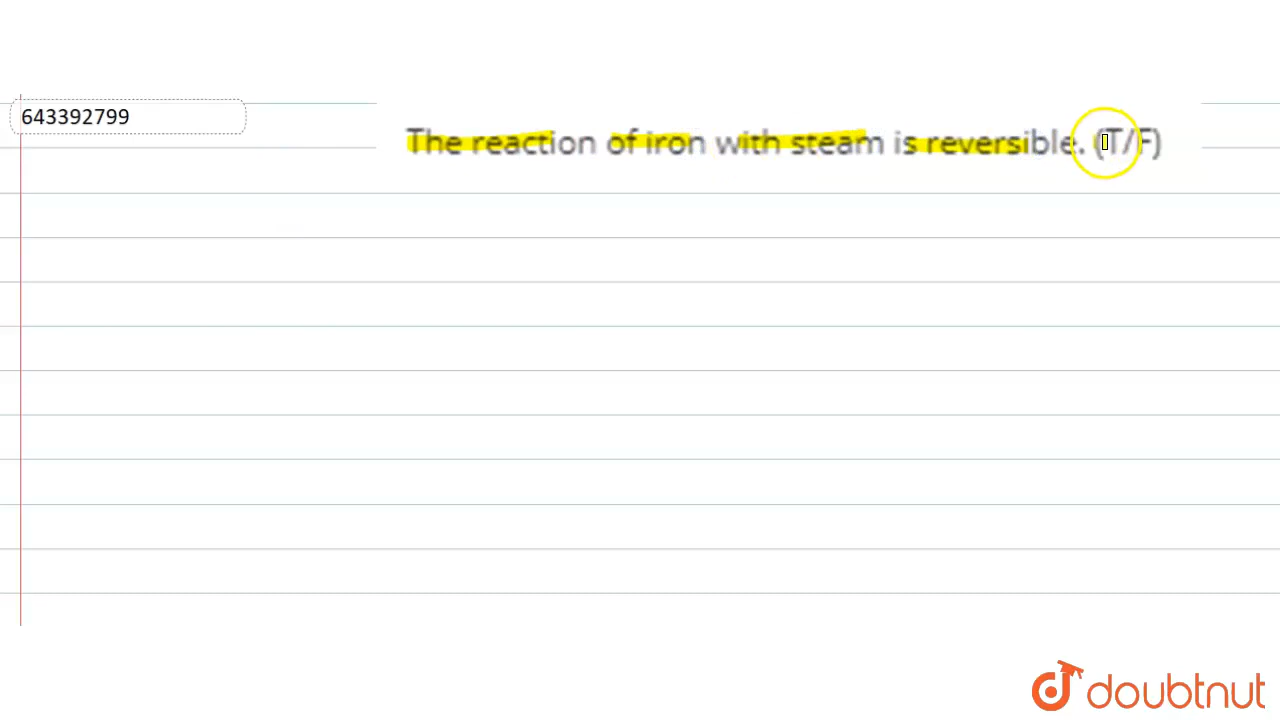 643392799
The reaction of iron with steam is reversible. (T/F)
doubtnut